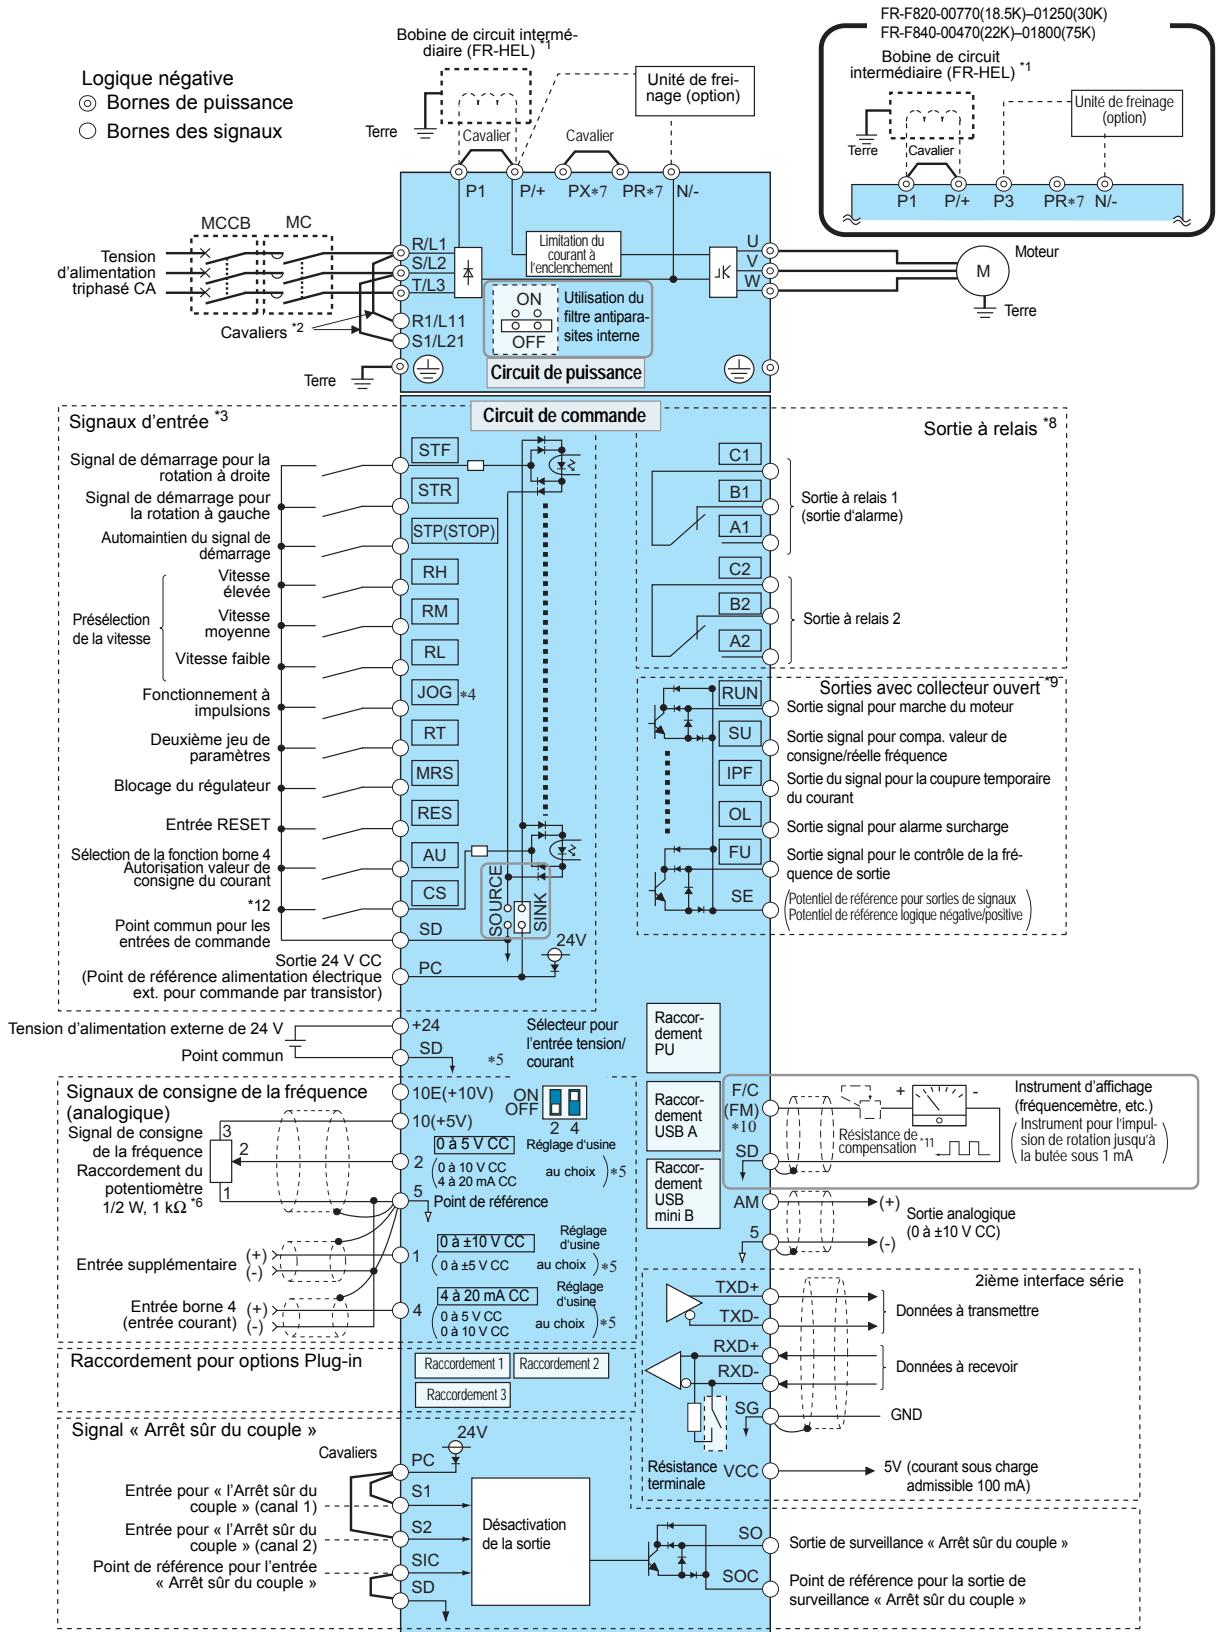 FR-F820-00770(18.5K)–01250(30K)
FR-F840-00470(22K)–01800(75K)
Bobine de circuit
intermédiaire (FR-HEL) *1
Unité de freinage
(option)
Terre
Cavalier
P1
P/+
P3
PR*7
N/-
Bobine de circuit intermé-
diaire (FR-HEL) *1
Logique négative
Bornes de puissance
Bornes des signaux
Unité de frei-
nage (option)
Terre
Cavalier
Cavalier
P1
P/+
PX*7
PR*7
N/-
MCCB
MC
Tension
d'alimentation
triphasé CA
R/L1
S/L2
T/L3
R1/L11
S1/L21
Cavaliers *2
Terre
Limitation du
courant à
l'enclenchement
ON
OFF
Utilisation du
filtre antipara-
sites interne
Circuit de puissance
U
V
W
M
Moteur
Terre
Circuit de commande
Signaux d'entrée *3
Signal de démarrage pour la
rotation à droite
STF
Signal de démarrage pour
la rotation à gauche
STR
Automaintien du signal de
démarrage
STP(STOP)
Présélection
de la vitesse
Vitesse
élevée
RH
Vitesse
moyenne
RM
Vitesse faible
RL
Fonctionnement à
impulsions
JOG *4
Deuxième jeu de
paramètres
RT
Blocage du régulateur
MRS
Entrée RESET
RES
Sélection de la fonction borne 4
Autorisation valeur de
consigne du courant
AU
*12
CS
Point commun pour les
entrées de commande
SD
Sortie 24 V CC
(Point de référence alimentation électrique
ext. pour commande par transistor)
PC
SOURCE
SINK
24V
Sortie à relais *8
C1
B1
A1
Sortie à relais 1
(sortie d'alarme)
C2
B2
A2
Sortie à relais 2
Sorties avec collecteur ouvert *9
RUN
Sortie signal pour marche du moteur
SU
Sortie signal pour compa. valeur de
consigne/réelle fréquence
IPF
Sortie du signal pour la coupure temporaire
du courant
OL
Sortie signal pour alarme surcharge
FU
Sortie signal pour le contrôle de la fré-
quence de sortie
SE
(Potentiel de référence pour sorties de signaux
Potentiel de référence logique négative/positive)
Tension d'alimentation externe de 24 V
+24
Point commun
SD
*5
Sélecteur pour
l'entrée tension/
courant
Raccor-
dement
PU
Signaux de consigne de la fréquence
(analogique)
10E(+10V)
ON
OFF
2 4
10(+5V)
Signal de consigne
de la fréquence
Raccordement du
potentiomètre
1/2 W, 1 kΩ *6
3
2
1
2
0 à 5 V CC
Réglage d'usine
(0 à 10 V CC
4 à 20 mA CC
au choix) *5
5
Point de référence
Entrée supplémentaire
(+)
(-)
1
0 à ±10 V CC
Réglage
d'usine
(0 à ±5 V CC
au choix) *5
Entrée borne 4
(entrée courant)
(+)
(-)
4
4 à 20 mA CC
Réglage
d'usine
(0 à 5 V CC
0 à 10 V CC
au choix) *5
Raccor-
dement
USB A
Raccor-
dement
USB
mini B
F/C
(FM)
*10
SD
+
-
Résistance de *11
compensation
Instrument d'affichage
(fréquencemètre, etc.)
(Instrument pour l'impul-
sion de rotation jusqu'à
la butée sous 1 mA)
AM
5
(+)
(-)
Sortie analogique
(0 à ±10 V CC)
2ième interface série
TXD+
TXD-
Données à transmettre
RXD+
RXD-
Données à recevoir
SG
GND
Résistance
terminale
VCC
5V (courant sous charge
admissible 100 mA)
Raccordement pour options Plug-in
Raccordement 1
Raccordement 2
Raccordement 3
Signal « Arrêt sûr du couple »
24V
Cavaliers
PC
Entrée pour « l'Arrêt sûr du
couple » (canal 1)
S1
Entrée pour « l'Arrêt sûr du
couple » (canal 2)
S2
Point de référence pour l'entrée
« Arrêt sûr du couple »
SIC
SD
Désactivation
de la sortie
SO
Sortie de surveillance « Arrêt sûr du couple »
SOC
Point de référence pour la sortie de
surveillance « Arrêt sûr du couple »